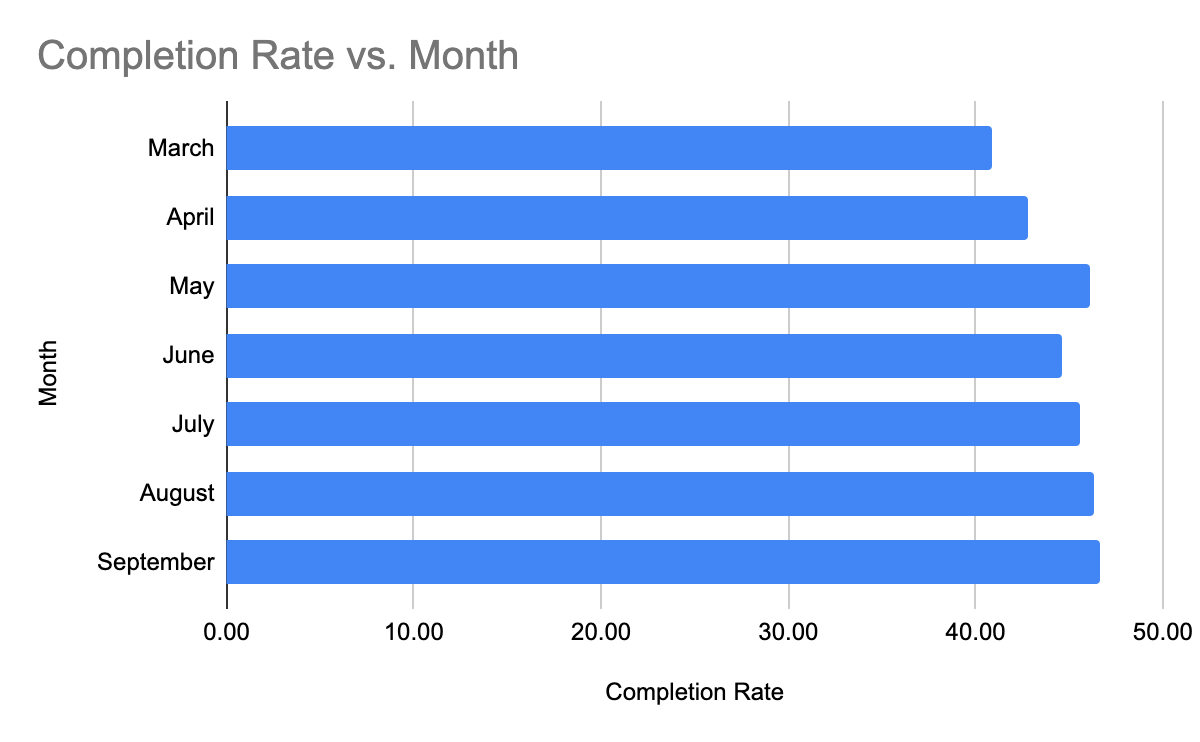 Completion Rate vs. Month
Month
March
April
May
June
July
August
September
0.00 10.00 20.00 30.00 40.00 50.00
Completion Rate